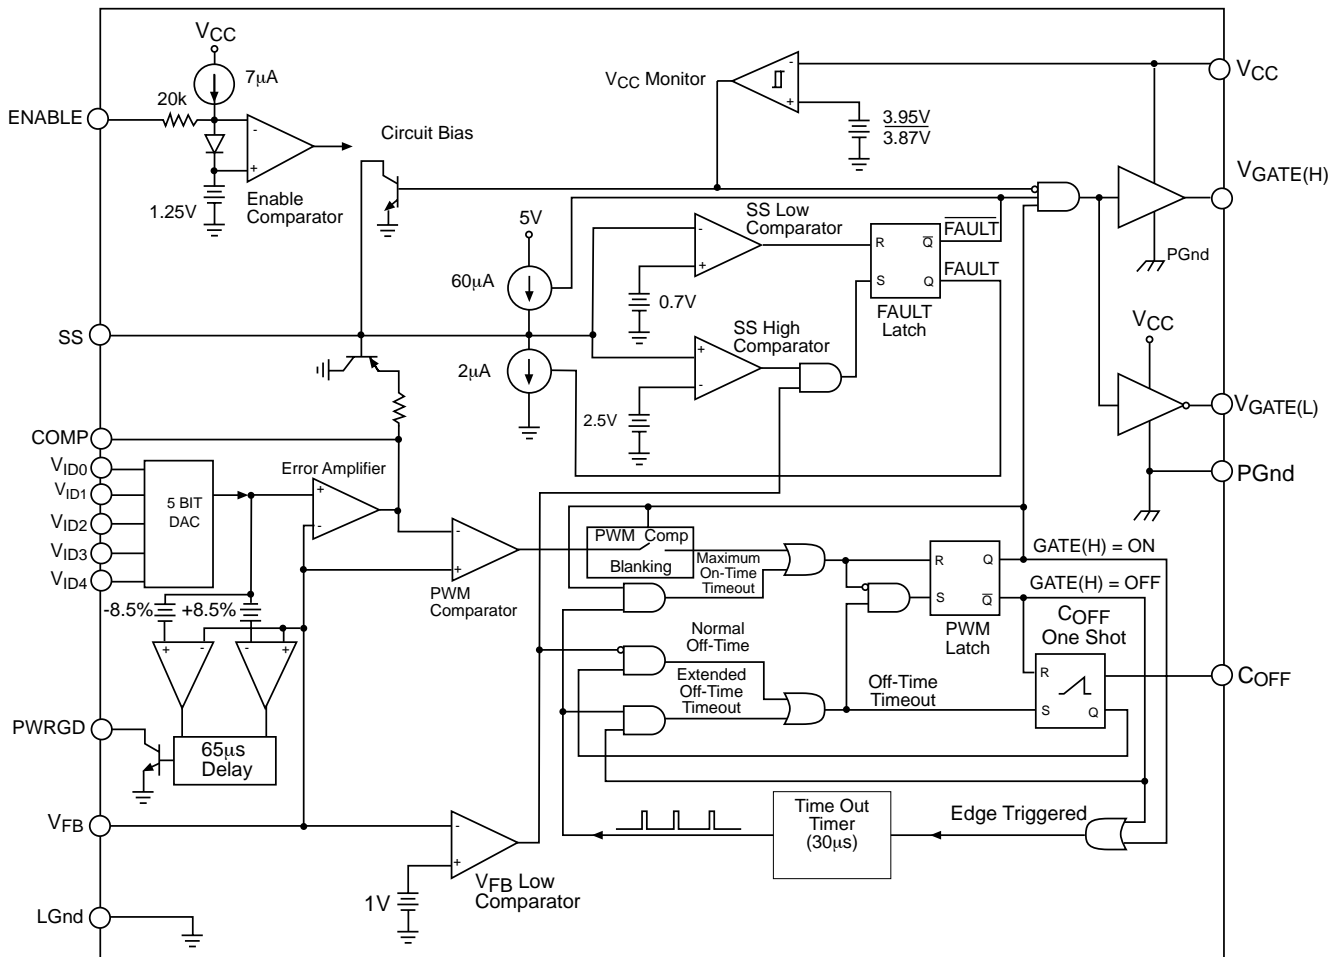 VCC
7µA
20k
ENABLE
-
+
1.25V
Enable
Comparator
Circuit Bias
VCC Monitor
-
+
3.95V
3.87V
VCC
VGATE(H)
PGnd
5V
60µA
2µA
SS
SS Low
Comparator
-
+
0.7V
SS High
Comparator
+
-
2.5V
R
Q
S
Q
FAULT
FAULT
FAULT
Latch
VCC
VGATE(L)
PGnd
COMP
VID0
VID1
VID2
VID3
VID4
5 BIT
DAC
Error Amplifier
+
-
-
+
PWM
Comparator
PWM Comp
Blanking
Maximum
On-Time
Timeout
R
Q
S
Q
PWM
Latch
GATE(H) = ON
GATE(H) = OFF
COFF
One Shot
R
S
Q
COFF
Normal
Off-Time
Extended
Off-Time
Timeout
Off-Time
Timeout
-8.5%
+8.5%
+
-
-
+
PWRGD
65µs
Delay
VFB
-
+
1V
VFB Low
Comparator
Time Out
Timer
(30µs)
Edge Triggered
LGnd